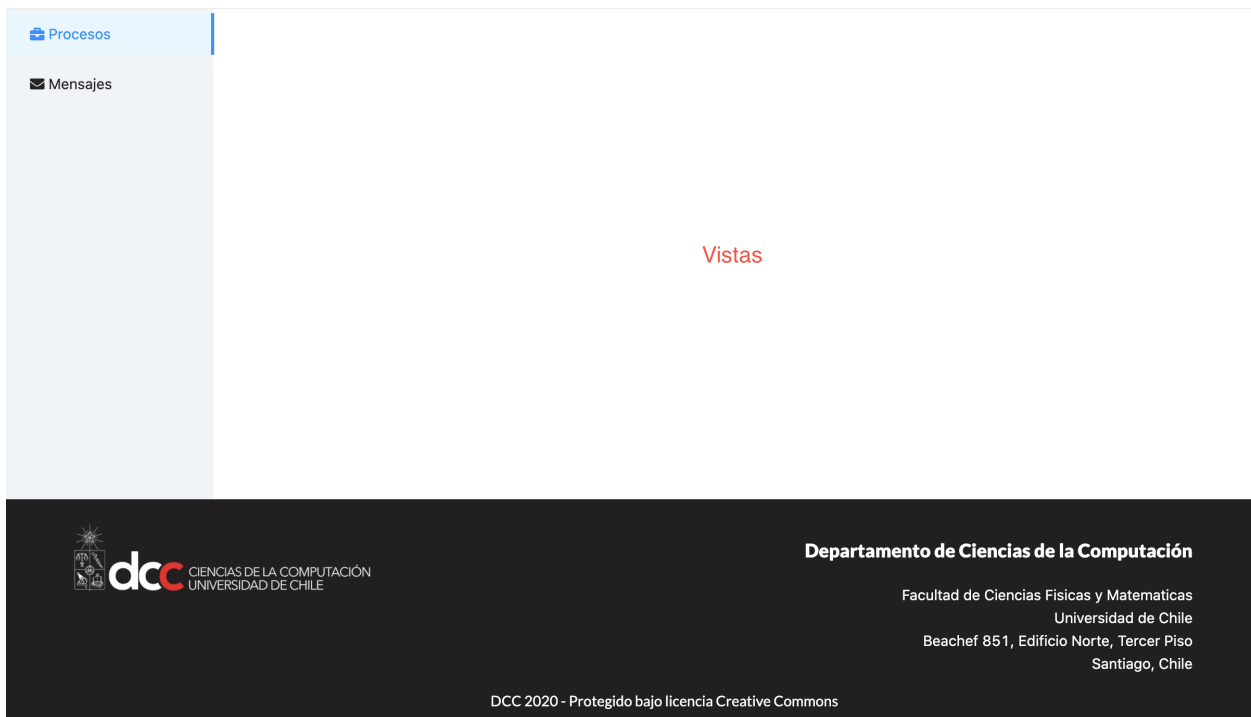 Procesos
Mensajes
Vistas
dcc CIENCIAS DE LA COMPUTACIÓN
UNIVERSIDAD DE CHILE
Departamento de Ciencias de la Computación
Facultad de Ciencias Fisicas y Matematicas
Universidad de Chile
Beachef 851, Edificio Norte, Tercer Piso
Santiago, Chile
DCC 2020 - Protegido bajo licencia Creative Commons